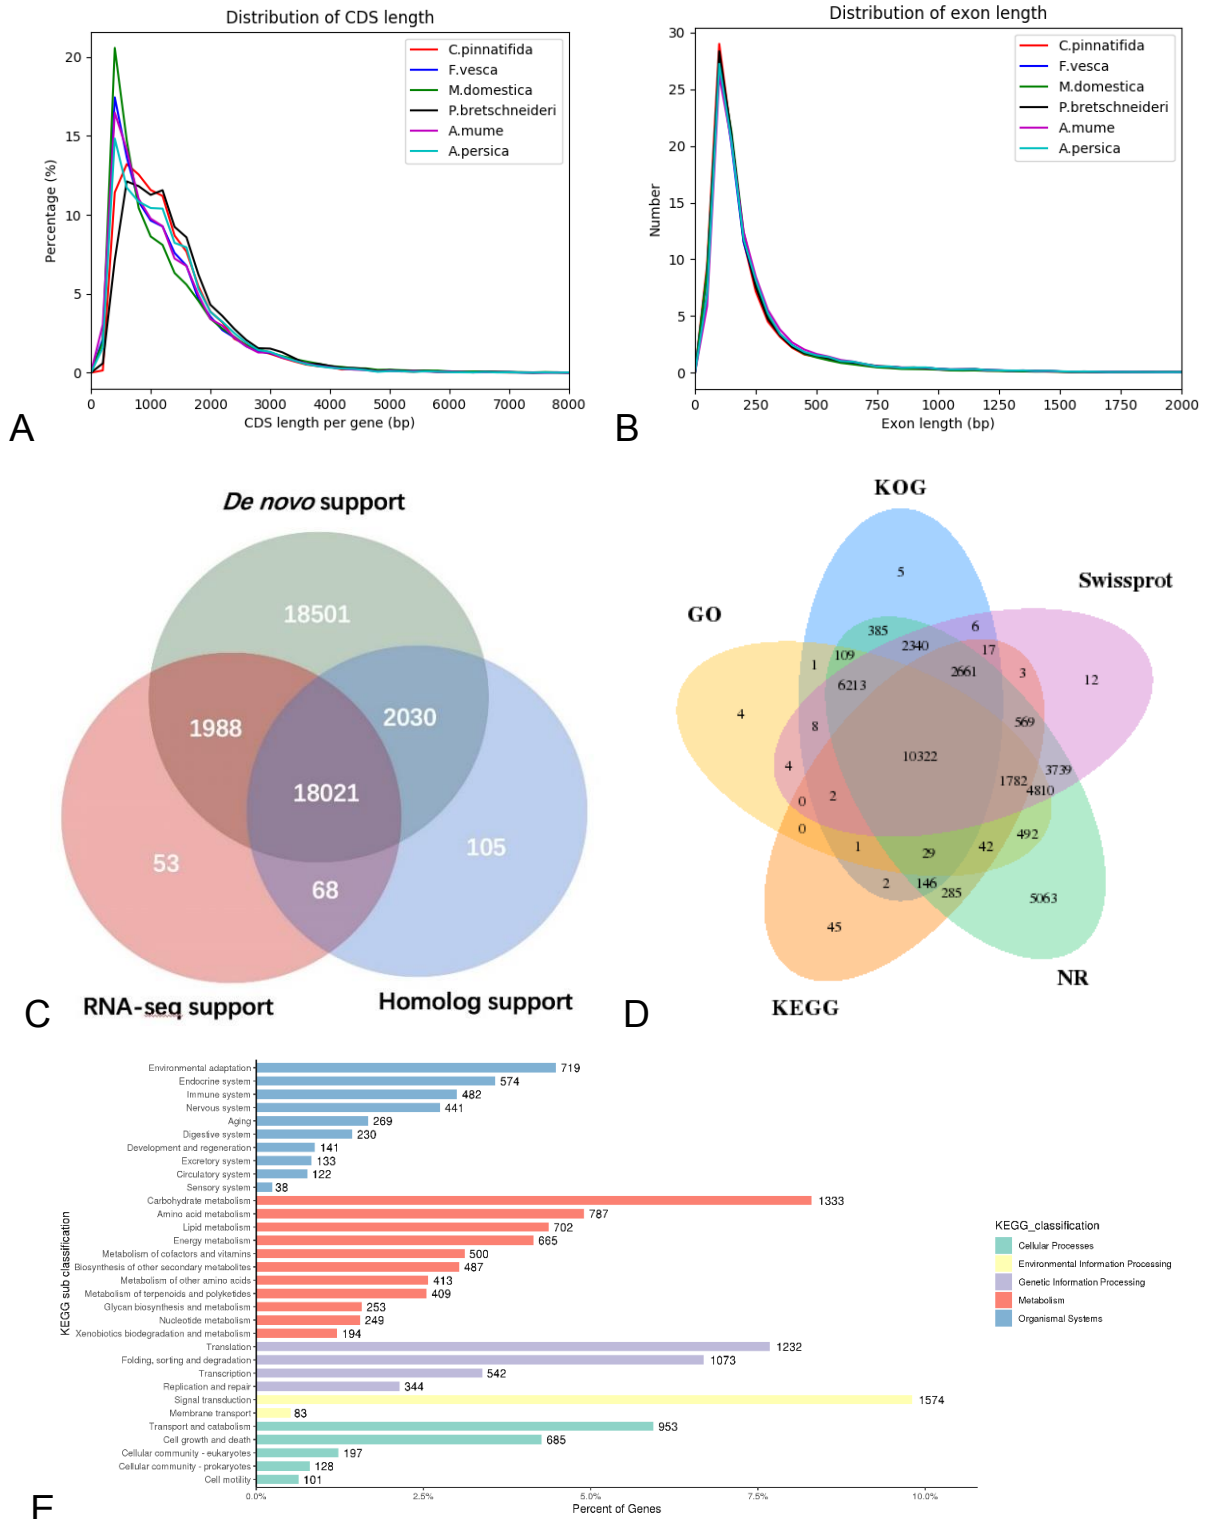 Distribution of CDS length
Percentage (%)
20
15
10
5
0
0 1000 2000 3000 4000 5000 6000 7000 8000
CDS length per gene (bp)
C.pinnatifida
F.vesca
M.domestica
P.bretschneideri
A.mume
A.persica
A
Distribution of exon length
Number
30
25
20
15
10
5
0
0 250 500 750 1000 1250 1500 1750 2000
Exon length (bp)
C.pinnatifida
F.vesca
M.domestica
P.bretschneideri
A.mume
A.persica
B
De novo support
18501
1988
2030
18021
53
68
105
RNA-seq support
Homolog support
C
KOG
Swissprot
GO
5
385
6
2340
17
109
1
2661
3
12
6213
4
8
569
10322
4
3739
1782
4810
0
2
0
492
1
29
42
2
146
285
5063
45
NR
KEGG
D
KEGG sub classification
Environmental adaptation 719
Endocrine system 574
Immune system 482
Nervous system 441
Aging 269
Digestive system 230
Development and regeneration 141
Excretory system 133
Circulatory system 122
Sensory system 38
Carbohydrate metabolism 1333
Amino acid metabolism 787
Lipid metabolism 702
Energy metabolism 665
Metabolism of cofactors and vitamins 500
Biosynthesis of other secondary metabolites 487
Metabolism of other amino acids 413
Metabolism of terpenoids and polyketides 409
Glycan biosynthesis and metabolism 253
Nucleotide metabolism 249
Xenobiotics biodegradation and metabolism 194
Translation 1232
Folding, sorting and degradation 1073
Transcription 542
Replication and repair 344
Signal transduction 1574
Membrane transport 83
Transport and catabolism 953
Cell growth and death 685
Cellular community - eukaryotes 197
Cellular community - prokaryotes 128
Cell motility 101
0.0% 2.5% 5.0% 7.5% 10.0%
Percent of Genes
KEGG_classification
Cellular Processes
Environmental Information Processing
Genetic Information Processing
Metabolism
Organismal Systems